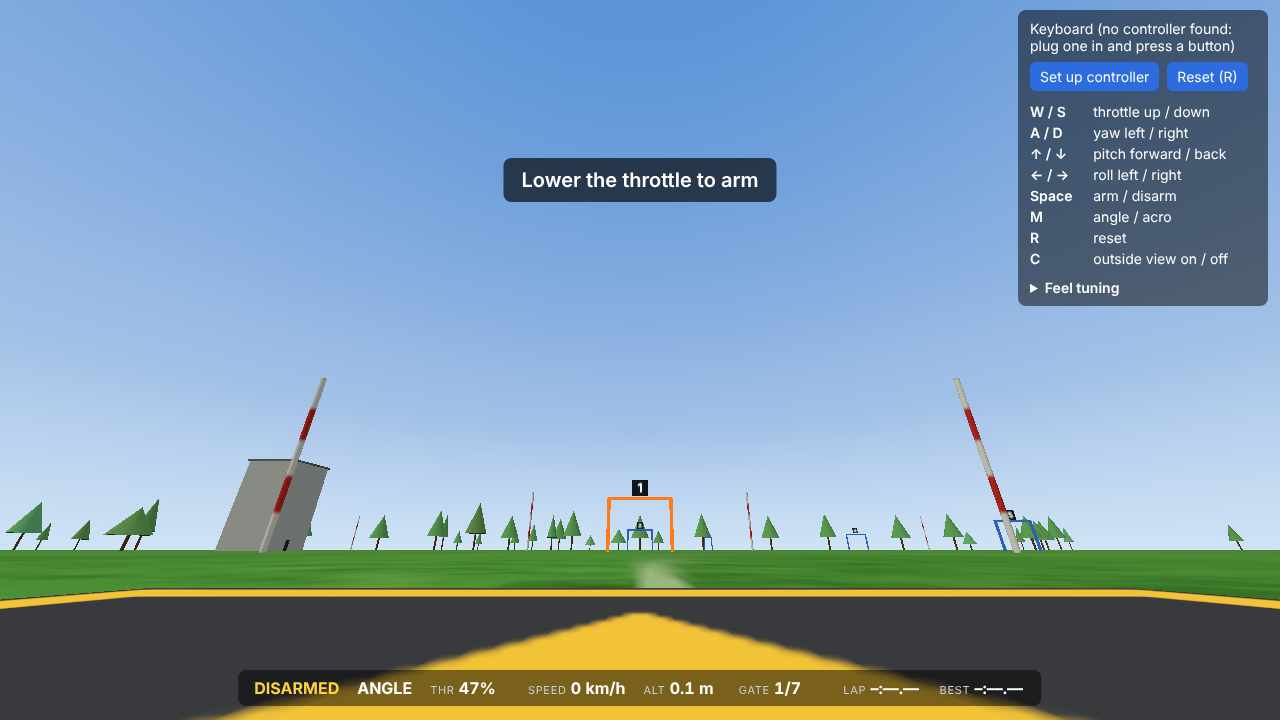 Keyboard (no controller found:
plug one in and press a button)
Set up controller Reset (R)
W / S throttle up / down
A / D yaw left / right
↑ / ↓ pitch forward / back
← / → roll left / right
Space arm / disarm
M angle / acro
R reset
C outside view on / off
▶ Feel tuning
Lower the throttle to arm
1
DISARMED ANGLE THR 47% SPEED 0 km/h ALT 0.1 m GATE 1/7 LAP –:––.–– BEST –:––.––